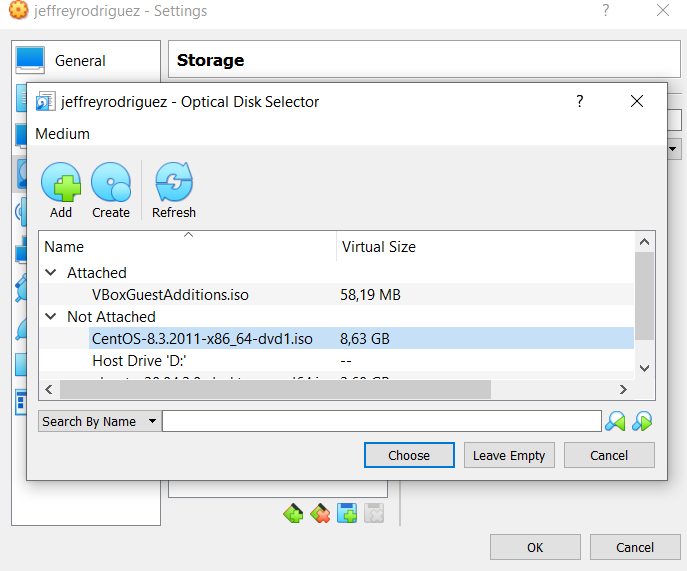 jeffreyrodriguez - Settings
General
Storage
jeffreyrodriguez - Optical Disk Selector
Medium
Add Create Refresh
Name Virtual Size
Attached
VBoxGuestAdditions.iso 58,19 MB
Not Attached
CentOS-8.3.2011-x86_64-dvd1.iso 8,63 GB
Host Drive 'D:' --
Search By Name
Choose Leave Empty Cancel
OK Cancel